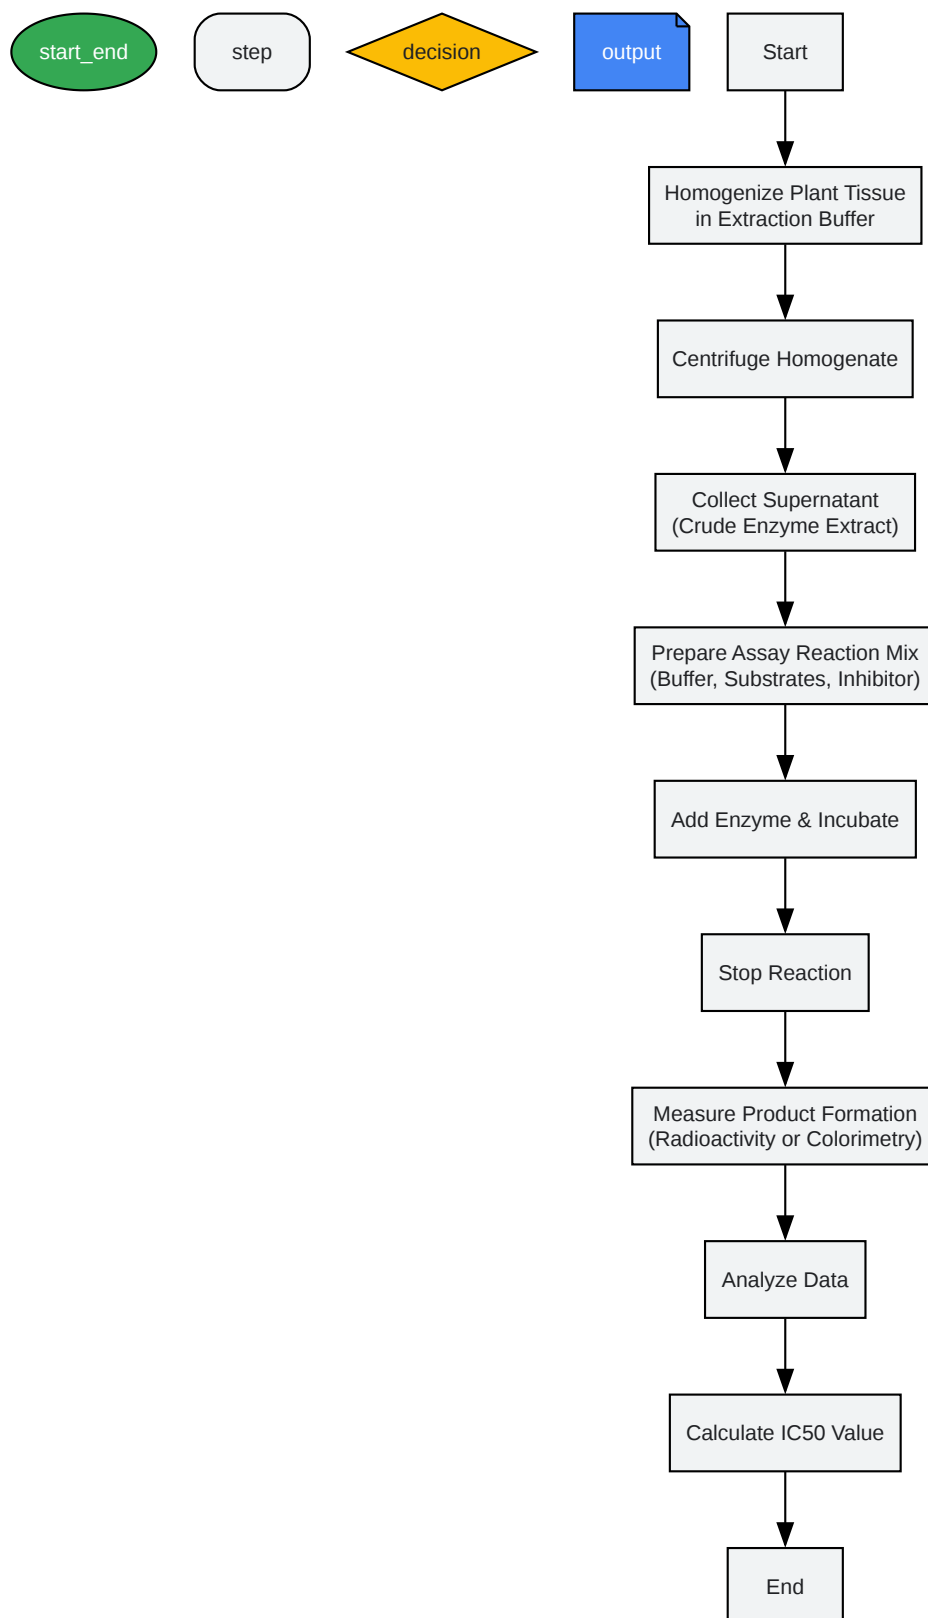 start_end
step
decision
output
Start
Homogenize Plant Tissue
in Extraction Buffer
Centrifuge Homogenate
Collect Supernatant
(Crude Enzyme Extract)
Prepare Assay Reaction Mix
(Buffer, Substrates, Inhibitor)
Add Enzyme & Incubate
Stop Reaction
Measure Product Formation
(Radioactivity or Colorimetry)
Analyze Data
Calculate IC50 Value
End